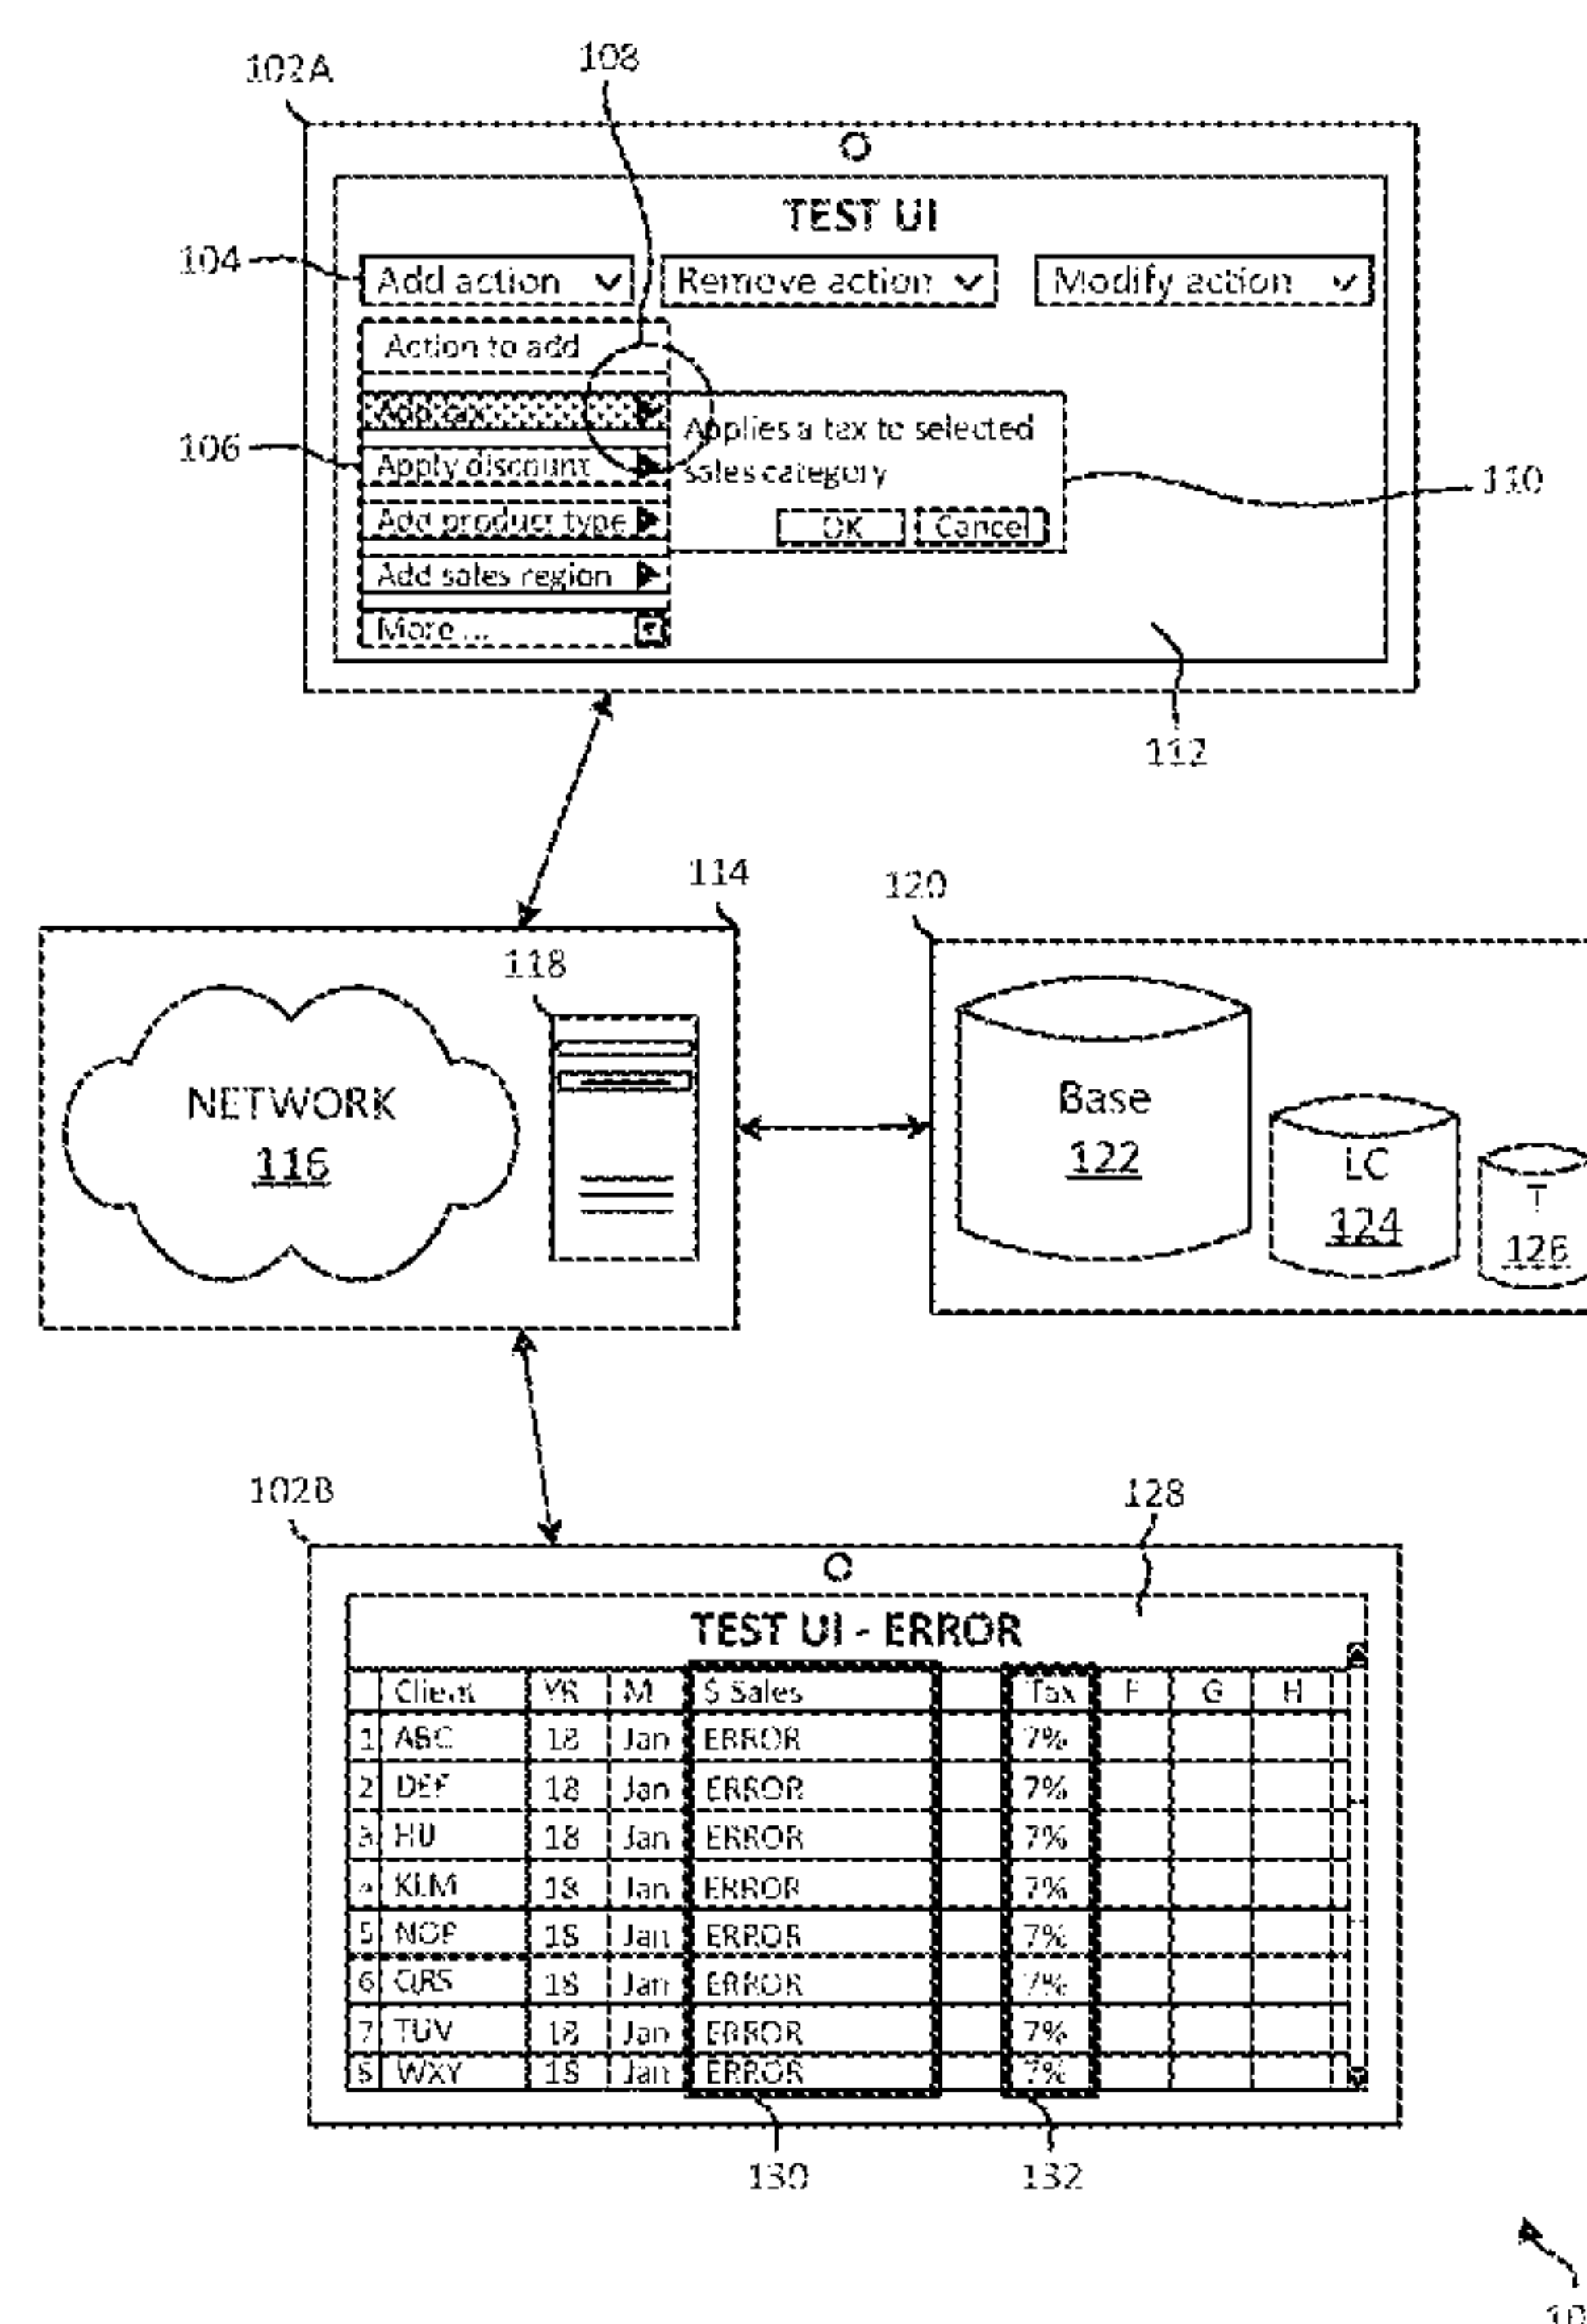 102A
108
TEST UI
104
Add action
Remove action
Modify action
Action to add
Add tax
Applies a tax to selected
sales category
106
Apply discount
110
Add product type
OK
Cancel
Add sales region
More ...
112
114
120
118
NETWORK
116
Base
122
LC
124
T
126
102B
128
TEST UI - ERROR
Client YR M $ Sales Tax F G H
1 ABC 18 Jan ERROR 7%
2 DEF 18 Jan ERROR 7%
3 HIJ 18 Jan ERROR 7%
4 KLM 18 Jan ERROR 7%
5 NOP 18 Jan ERROR 7%
6 QRS 18 Jan ERROR 7%
7 TUV 18 Jan ERROR 7%
8 WXY 18 Jan ERROR 7%
130
132